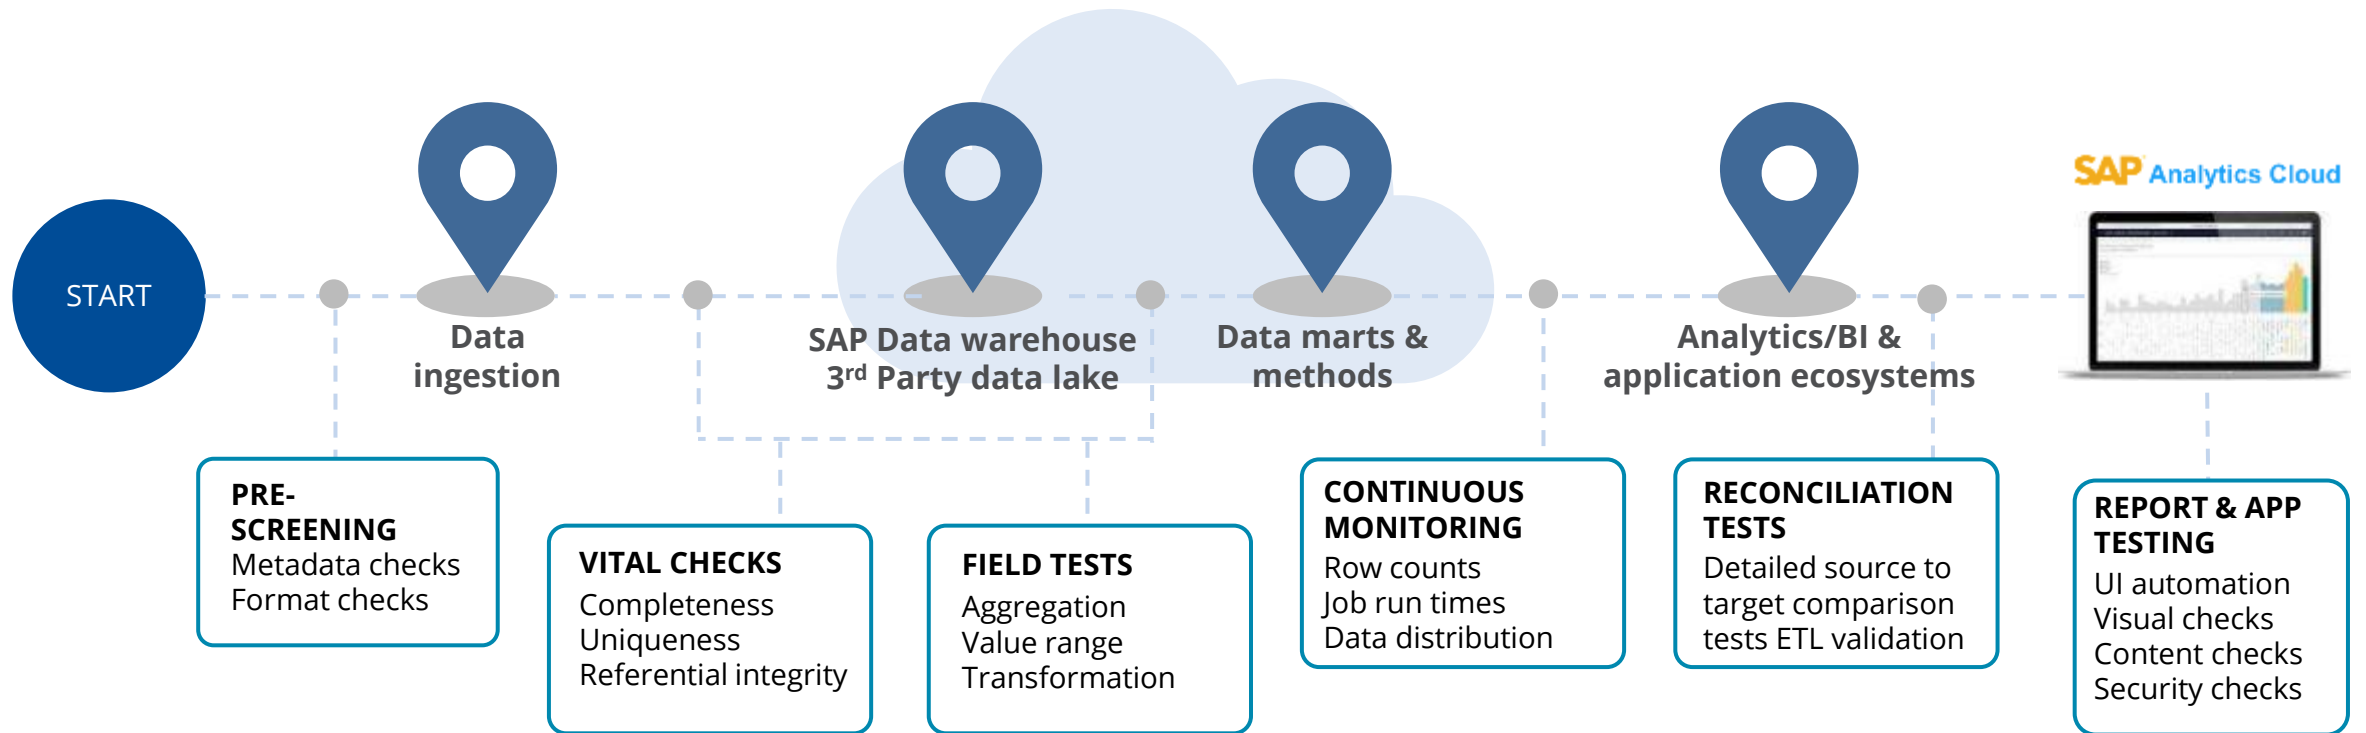 START
Data
ingestion
SAP Data warehouse
3rd Party data lake
Data marts &
methods
Analytics/BI &
application ecosystems
SAP Analytics Cloud
PRE-
SCREENING
Metadata checks
Format checks
VITAL CHECKS
Completeness
Uniqueness
Referential integrity
FIELD TESTS
Aggregation
Value range
Transformation
CONTINUOUS
MONITORING
Row counts
Job run times
Data distribution
RECONCILIATION
TESTS
Detailed source to
target comparison
tests ETL validation
REPORT & APP
TESTING
UI automation
Visual checks
Content checks
Security checks